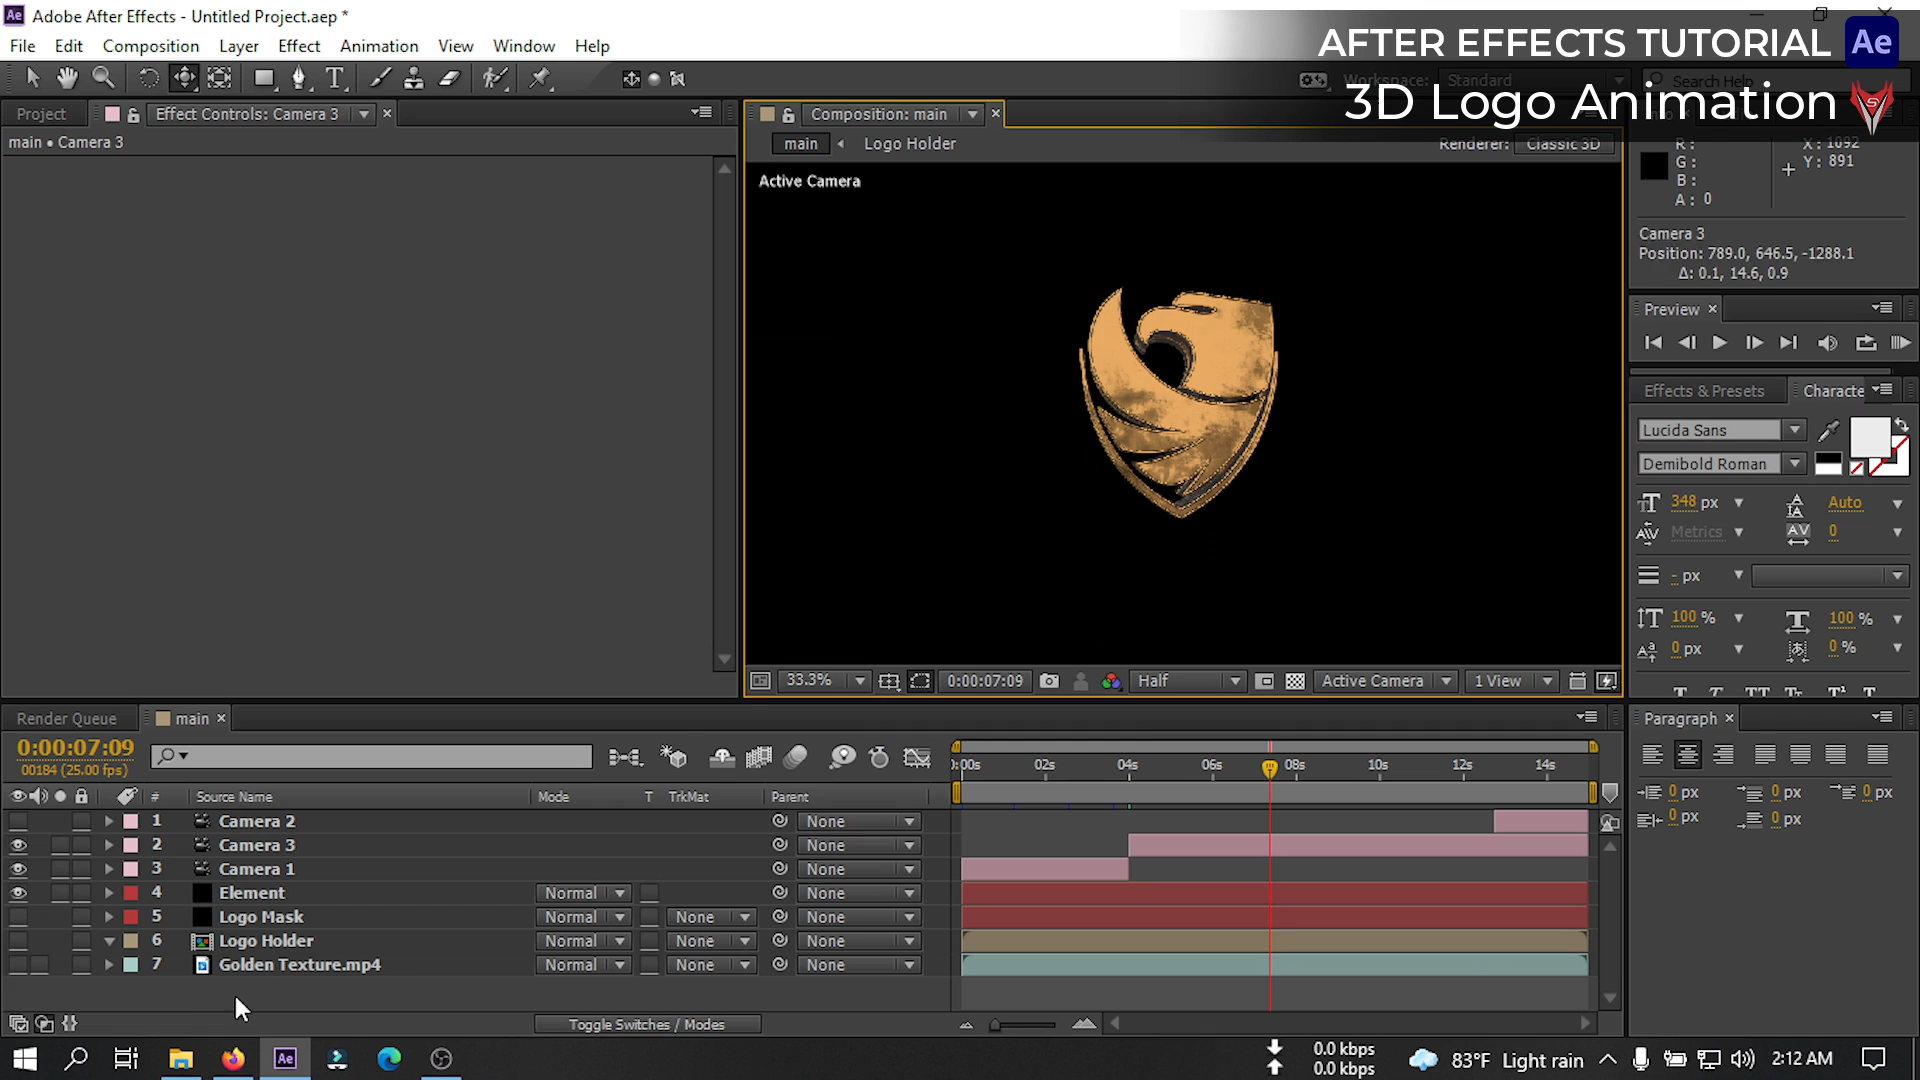 Adobe After Effects - Untitled Project.aep *
File Edit Composition Layer Effect Animation View Window Help
AFTER EFFECTS TUTORIAL Ae
Workspace: Standard Search Help
3D Logo Animation
Project Effect Controls: Camera 3
Composition: main
main • Camera 3
main Logo Holder
Renderer: Classic 3D
Active Camera
R:
G:
B:
A: 0
X: 1092
Y: 891
Camera 3
Position: 789.0, 646.5, -1288.1
Δ: 0.1, 14.6, 0.9
Preview
Effects & Presets Characte
Lucida Sans
Demibold Roman
348 px Auto
Metrics 0
- px
100 % 100 %
0 px 0 %
33.3% 0:00:07:09 Half Active Camera 1 View
Render Queue main
0:00:07:09
00184 (25.00 fps)
0:00s 02s 04s 06s 08s 10s 12s 14s
# Source Name Mode T TrkMat Parent
1 Camera 2 None
2 Camera 3 None
3 Camera 1 None
4 Element Normal None
5 Logo Mask Normal None None
6 Logo Holder Normal None None
7 Golden Texture.mp4 Normal None None
Toggle Switches / Modes
Paragraph
0 px 0 px 0 px
0 px 0 px
Ae
0.0 kbps
0.0 kbps
83°F Light rain
2:12 AM